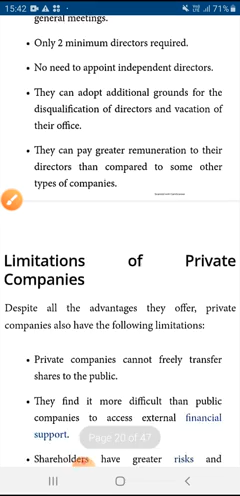 15:42
71%
general meetings.
• Only 2 minimum directors required.
• No need to appoint independent directors.
• They can adopt additional grounds for the
disqualification of directors and vacation of
their office.
• They can pay greater remuneration to their
directors than compared to some other
types of companies.
Limitations of Private
Companies
Despite all the advantages they offer, private
companies also have the following limitations:
• Private companies cannot freely transfer
shares to the public.
• They find it more difficult than public
companies to access external financial
support.
Page 20 of 47
• Shareholders have greater risks and